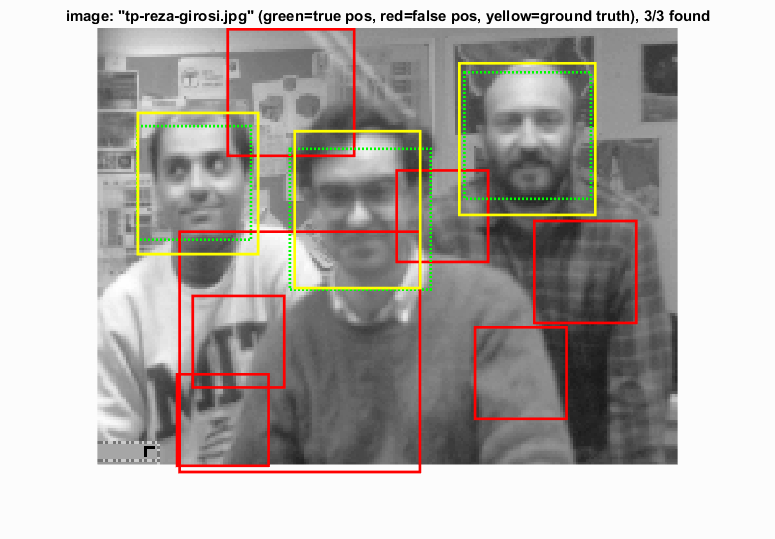 image: "tp-reza-girosi.jpg" (green=true pos, red=false pos, yellow=ground truth), 3/3 found